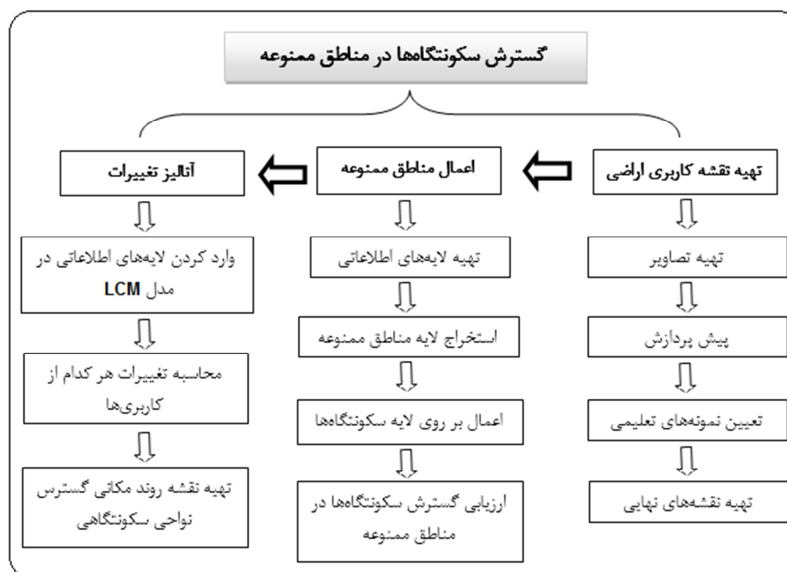 گسترش سکونتگاه‌ها در مناطق ممنوعه
تهیه نقشه کاربری اراضی
اعمال مناطق ممنوعه
آنالیز تغییرات
تهیه تصاویر
پیش پردازش
تعیین نمونه‌های تعلیمی
تهیه نقشه‌های نهایی
تهیه لایه‌های اطلاعاتی
استخراج لایه مناطق ممنوعه
اعمال بر روی لایه سکونتگاه‌ها
ارزیابی گسترش سکونتگاه‌ها در
مناطق ممنوعه
وارد کردن لایه‌های اطلاعاتی در
مدل LCM
محاسبه تغییرات هر کدام از
کاربری‌ها
تهیه نقشه روند مکانی گسترس
نواحی سکونتگاهی